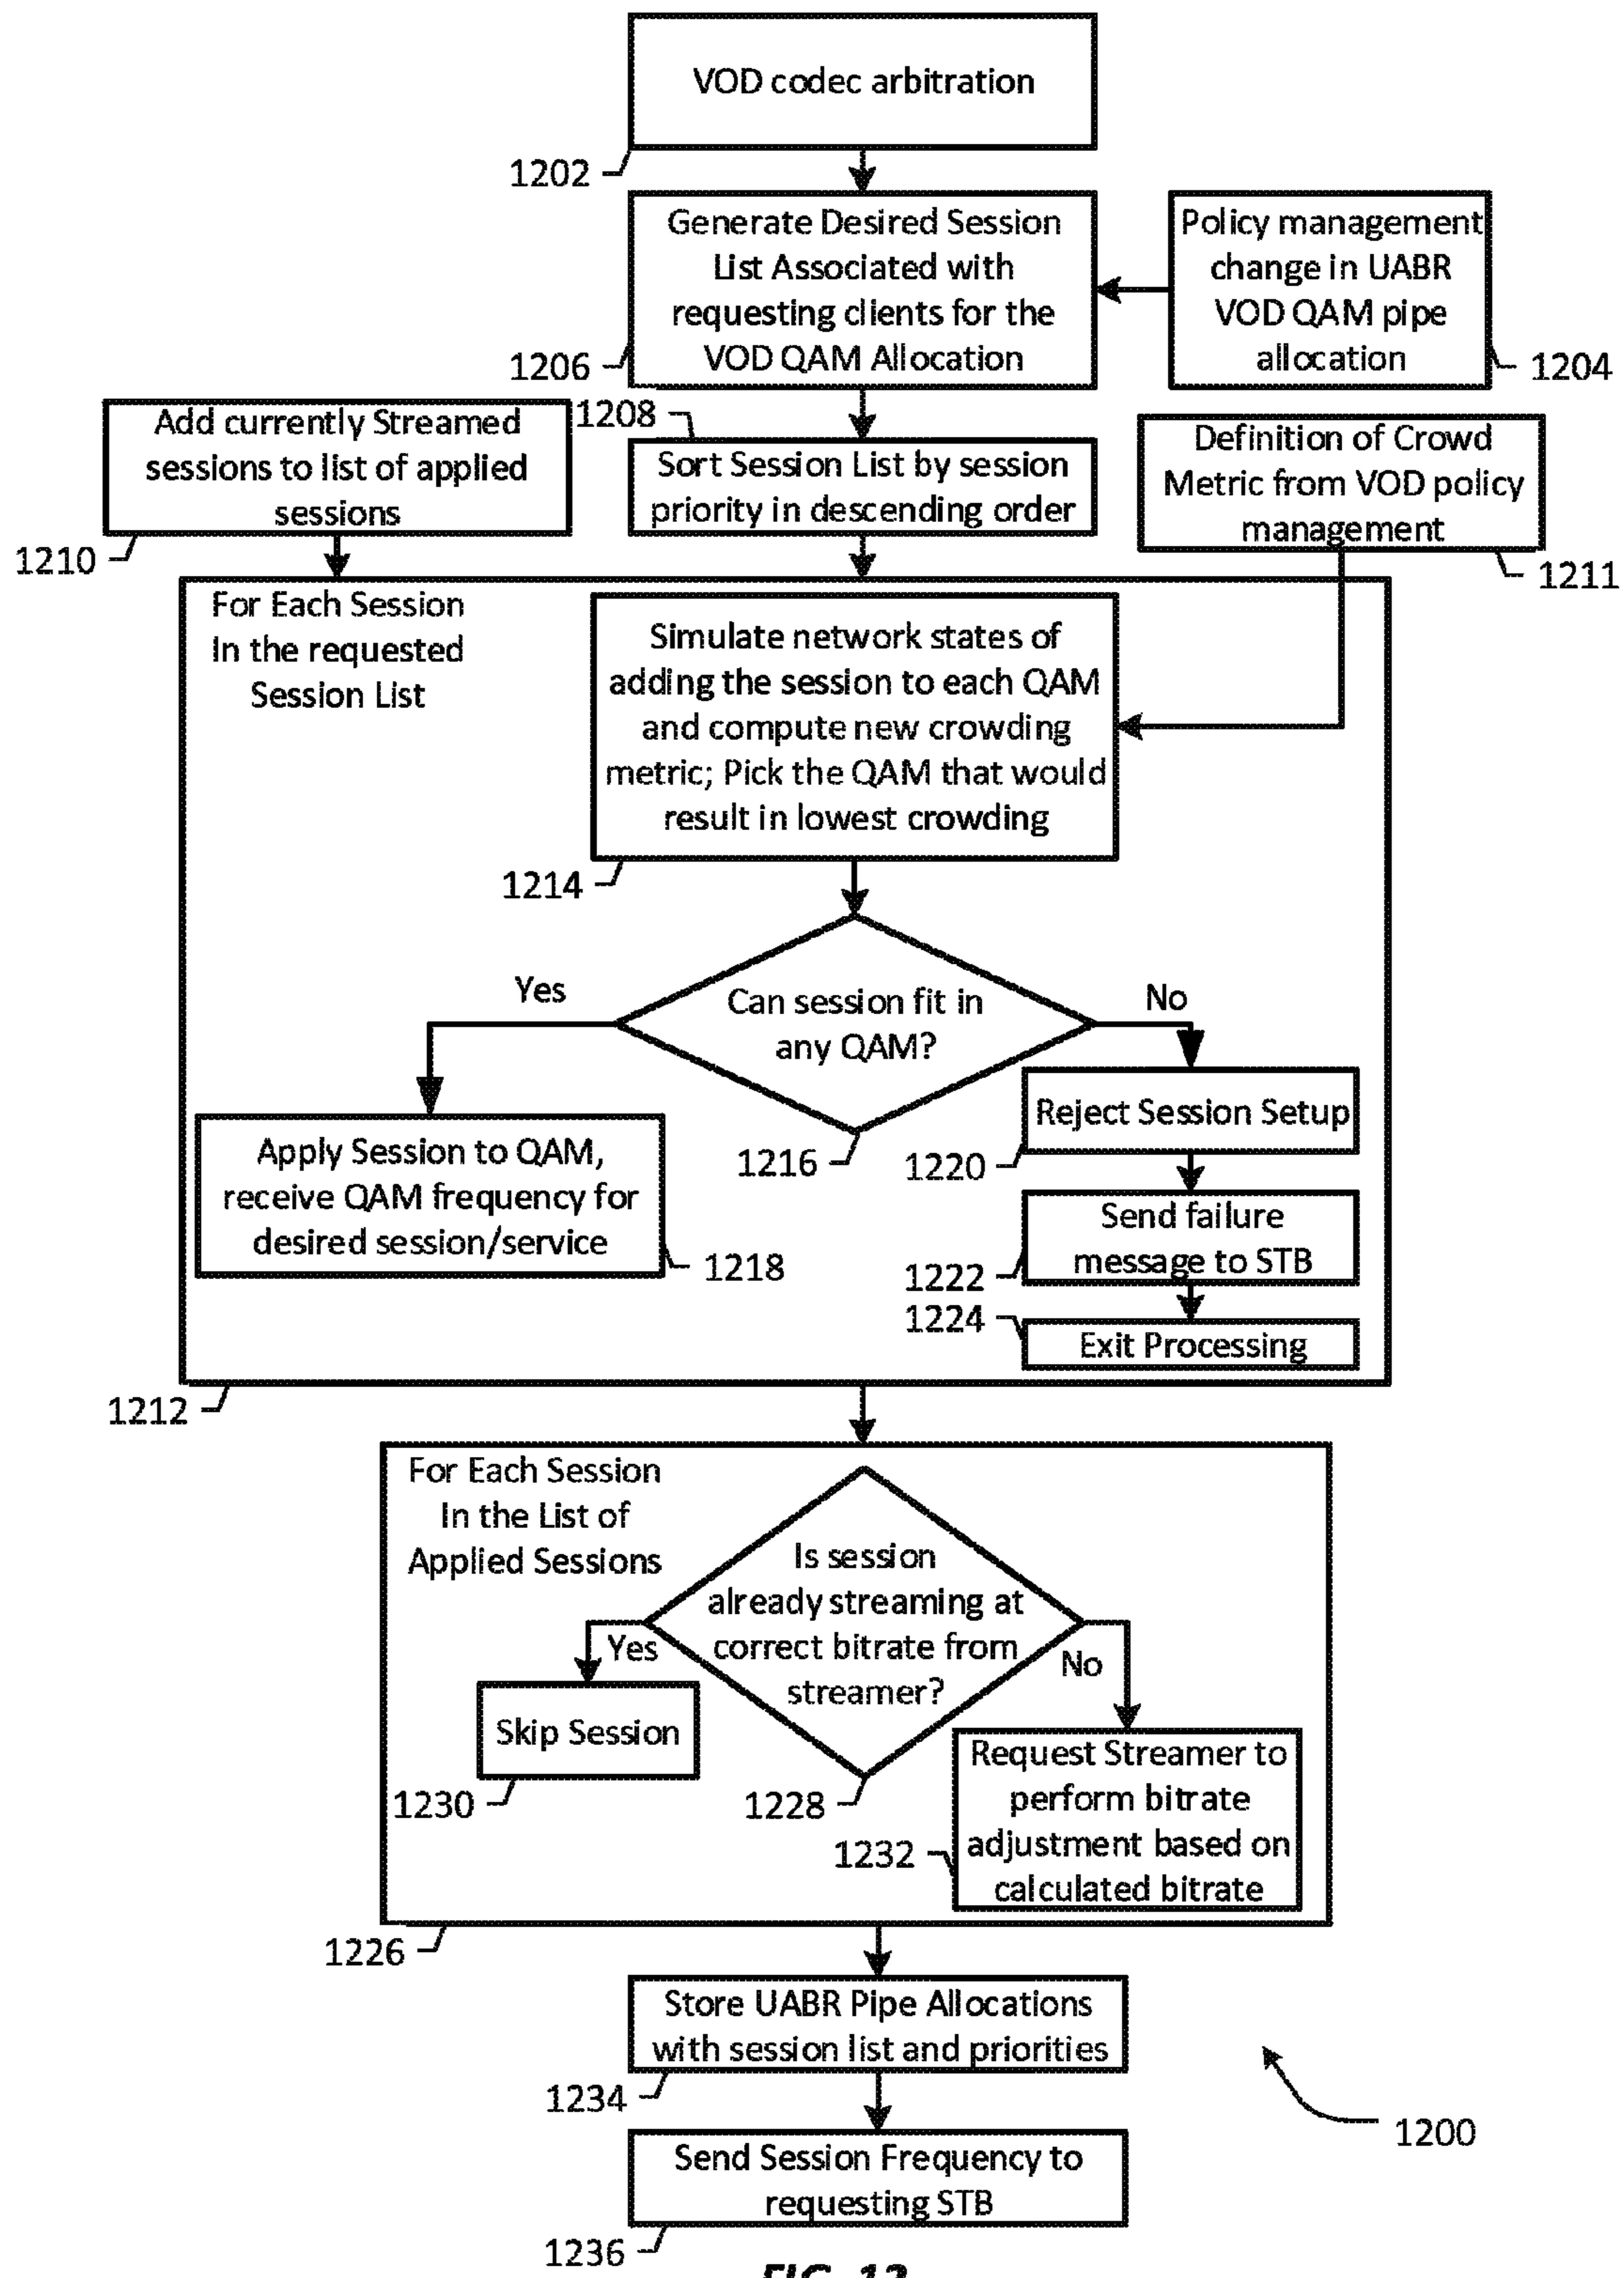 VOD codec arbitration
1202
Generate Desired Session
List Associated with
requesting clients for the
VOD QAM Allocation
1206
Policy management
change in UABR
VOD QAM pipe
allocation
1204
1208
Add currently Streamed
sessions to list of applied
sessions
1210
Sort Session List by session
priority in descending order
Definition of Crowd
Metric from VOD policy
management
1211
For Each Session
In the requested
Session List
Simulate network states of
adding the session to each QAM
and compute new crowding
metric; Pick the QAM that would
result in lowest crowding
1214
Yes
Can session fit in
any QAM?
No
1216
Apply Session to QAM,
receive QAM frequency for
desired session/service
1218
Reject Session Setup
1220
Send failure
message to STB
1222
1224
Exit Processing
1212
For Each Session
In the List of
Applied Sessions
Is session
already streaming at
correct bitrate from
streamer?
Yes
No
Skip Session
1230
1228
Request Streamer to
perform bitrate
adjustment based on
calculated bitrate
1232
1226
Store UABR Pipe Allocations
with session list and priorities
1234
1200
Send Session Frequency to
requesting STB
1236